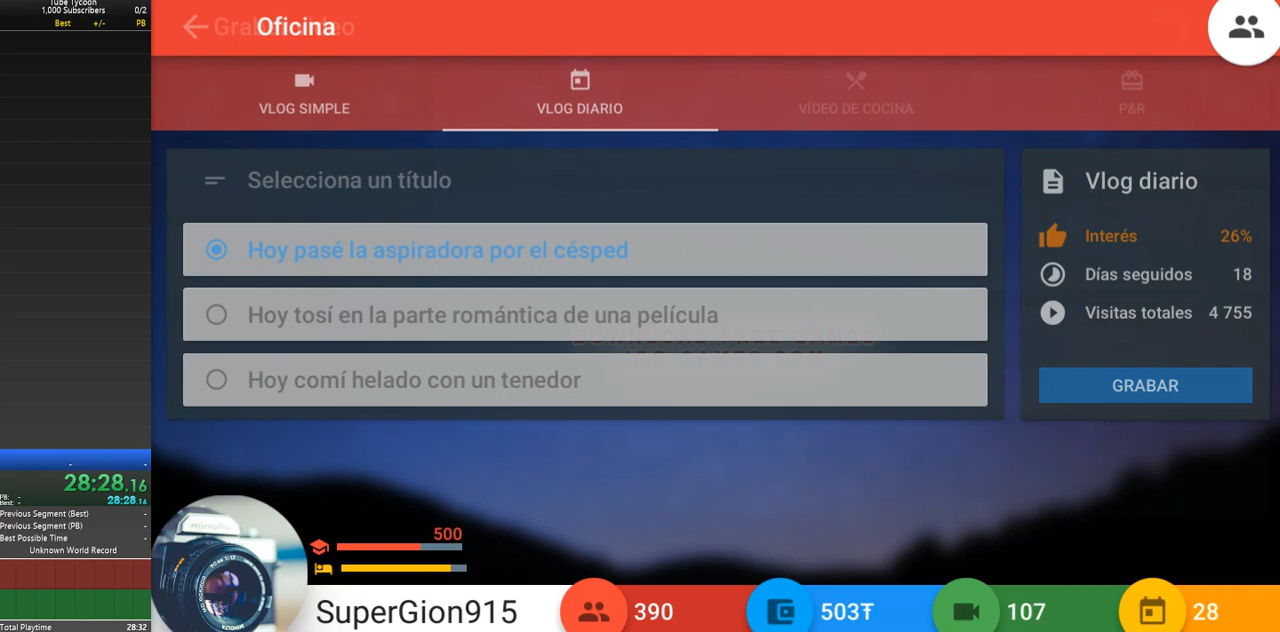 Tube Tycoon
1,000 Subscribers 0/2
Best +/- PB
Oficina
VLOG SIMPLE
VLOG DIARIO
VÍDEO DE COCINA
P&R
Selecciona un título
Hoy pasé la aspiradora por el césped
Hoy tosí en la parte romántica de una película
Hoy comí helado con un tenedor
Vlog diario
Interés 26%
Días seguidos 18
Visitas totales 4 755
GRABAR
- -
28:28.16
PB: -
Best: - 28:28.16
Previous Segment (Best) -
Previous Segment (PB) -
Best Possible Time -
Unknown World Record
Total Playtime 28:32
minolta
500
SuperGion915
390
503Ŧ
107
28